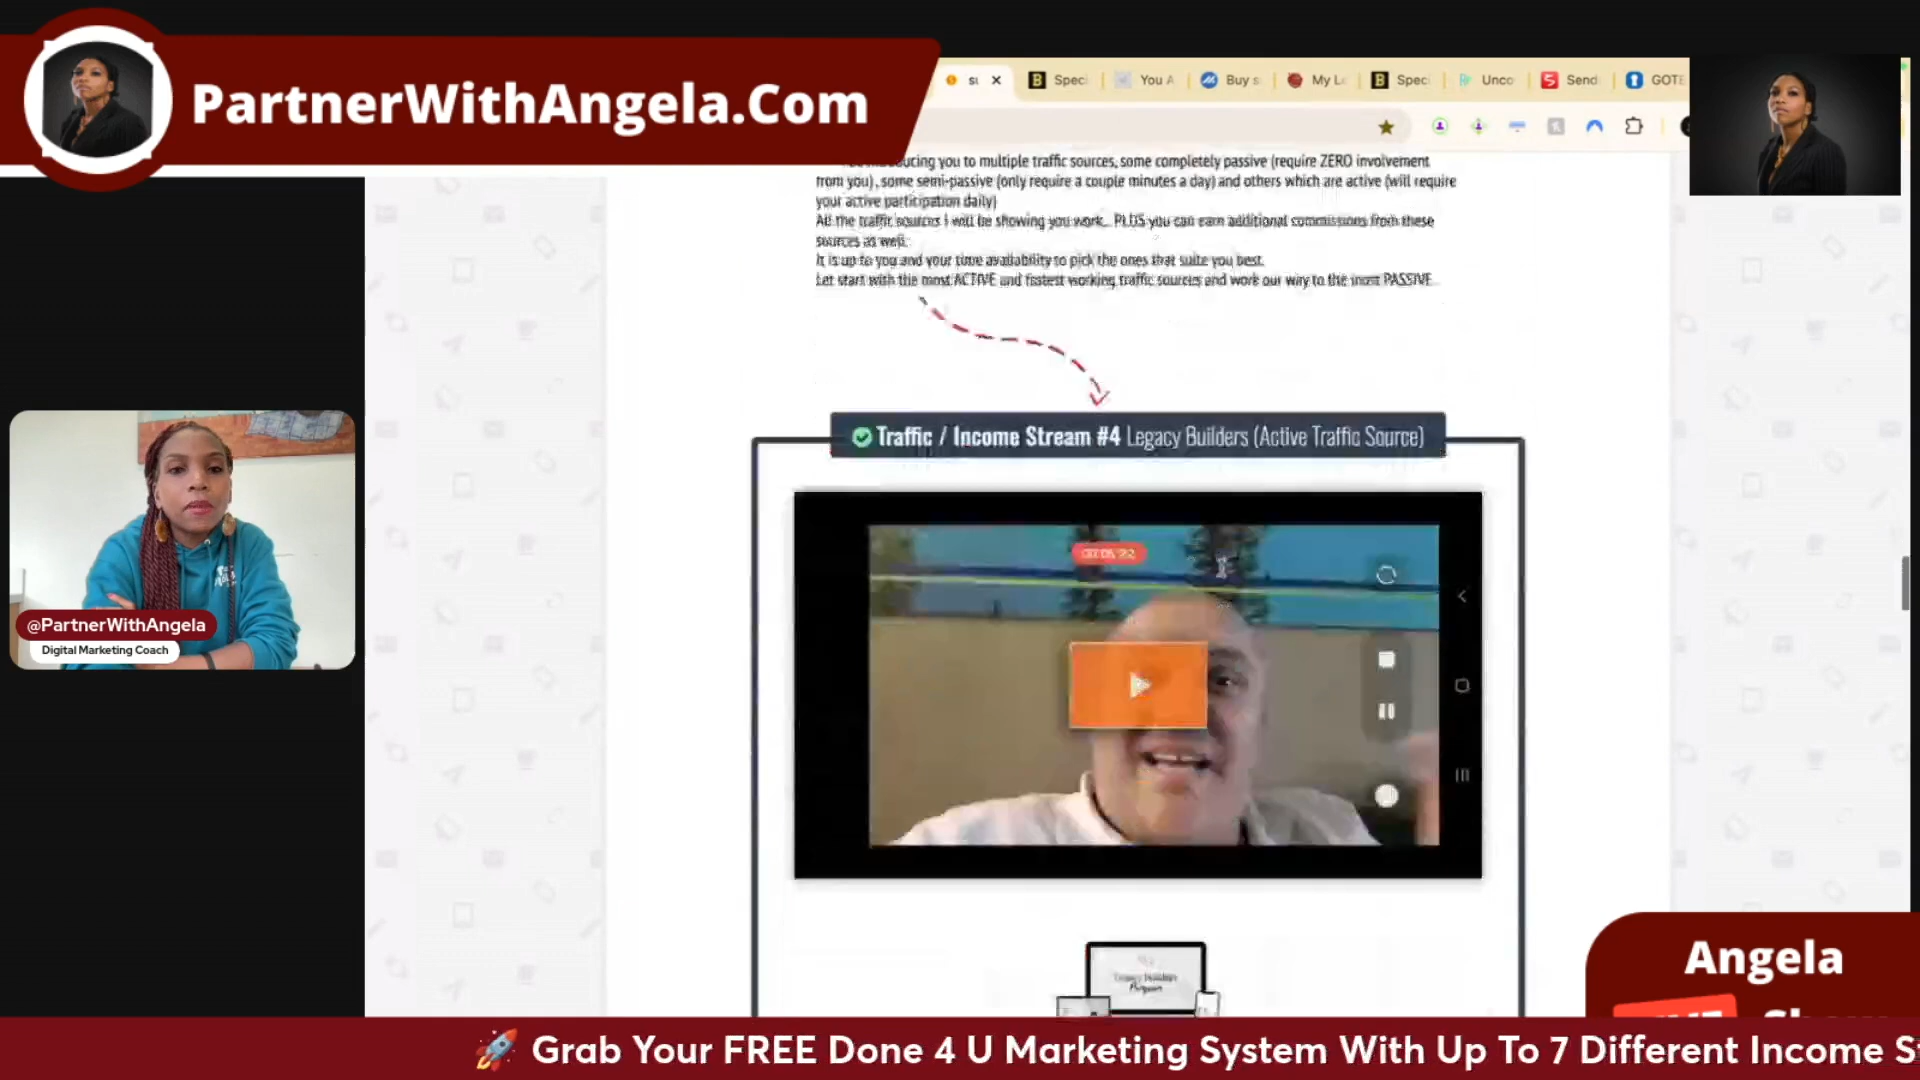 PartnerWithAngela.Com
Speci
You A
Buy s
My L
Speci
Unco
Send
GOTE
ucing you to multiple traffic sources, some completely passive (require ZERO involvement
from you), some semi-passive (only require a couple minutes a day) and others which are active (will require
your active participation daily)
All the traffic sources I will be showing you work... PLUS you can earn additional commissions from these
sources as well.
It is up to you and your time availability to pick the ones that suite you best.
Let start with the most ACTIVE and fastest working traffic sources and work our way to the most PASSIVE
Traffic / Income Stream #4 Legacy Builders (Active Traffic Source)
@PartnerWithAngela
Digital Marketing Coach
Legacy Builders
Program
Angela
🚀 Grab Your FREE Done 4 U Marketing System With Up To 7 Different Income S